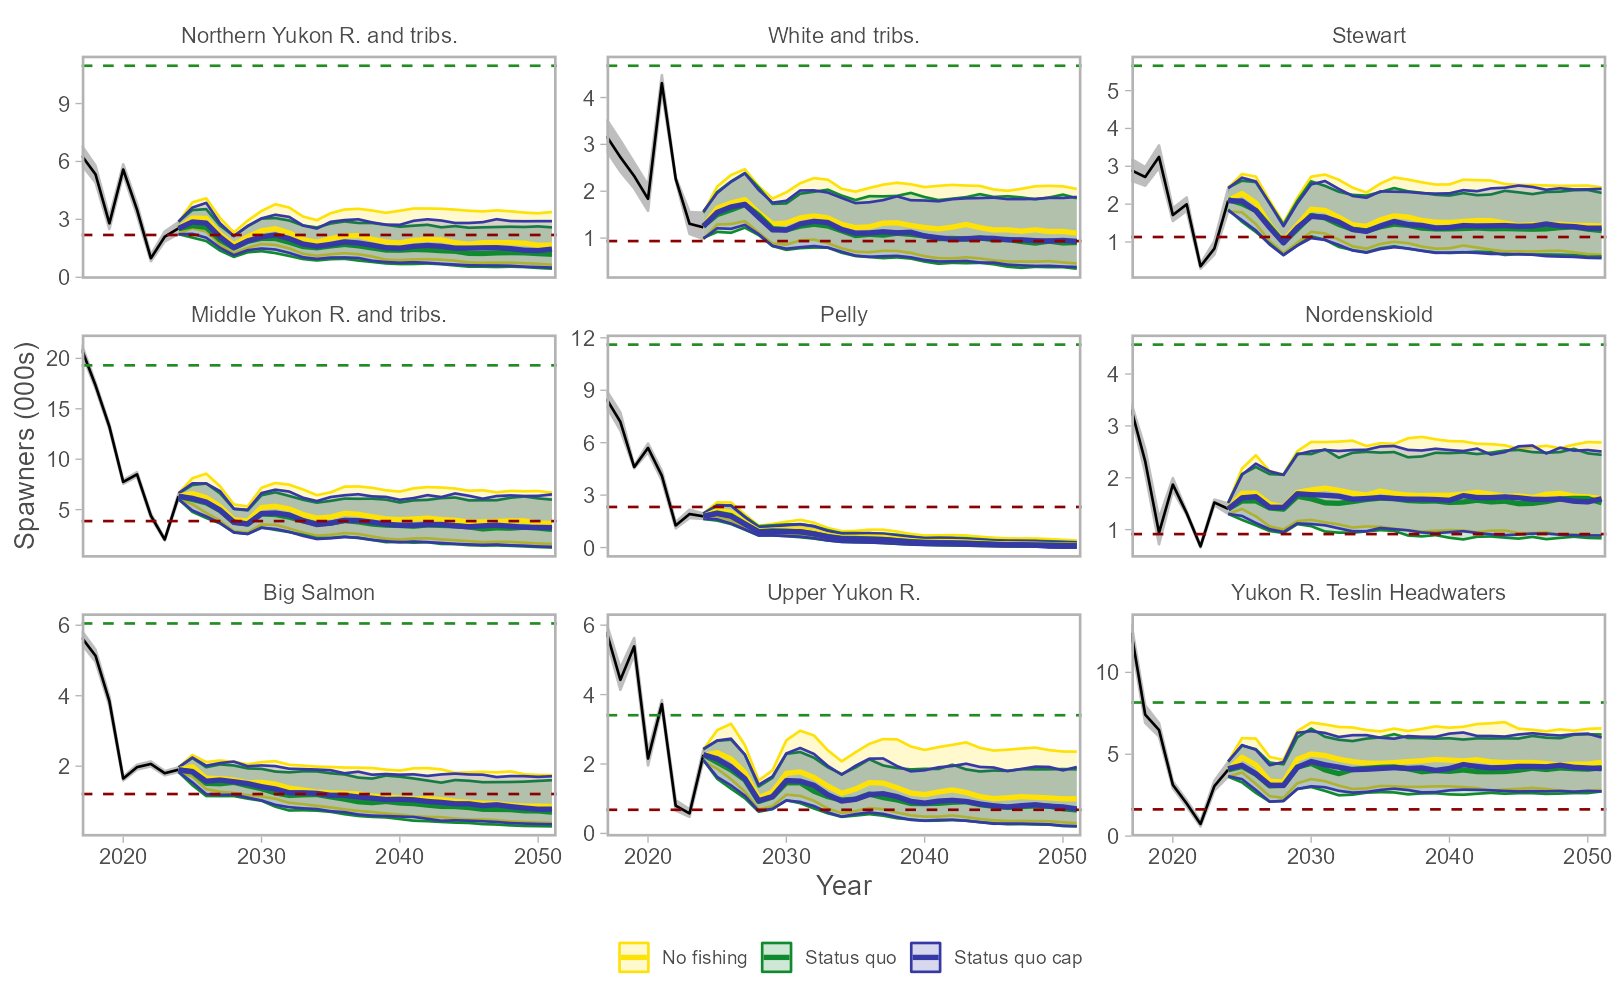 Northern Yukon R. and tribs.
White and tribs.
Stewart
9
6
3
0
4
3
2
1
5
4
3
2
1
Middle Yukon R. and tribs.
Pelly
Nordenskiold
Spawners (000s)
20
15
10
5
12
9
6
3
0
4
3
2
1
Big Salmon
Upper Yukon R.
Yukon R. Teslin Headwaters
6
4
2
6
4
2
0
10
5
0
2020 2030 2040 2050
2020 2030 2040 2050
2020 2030 2040 2050
Year
No fishing Status quo Status quo cap